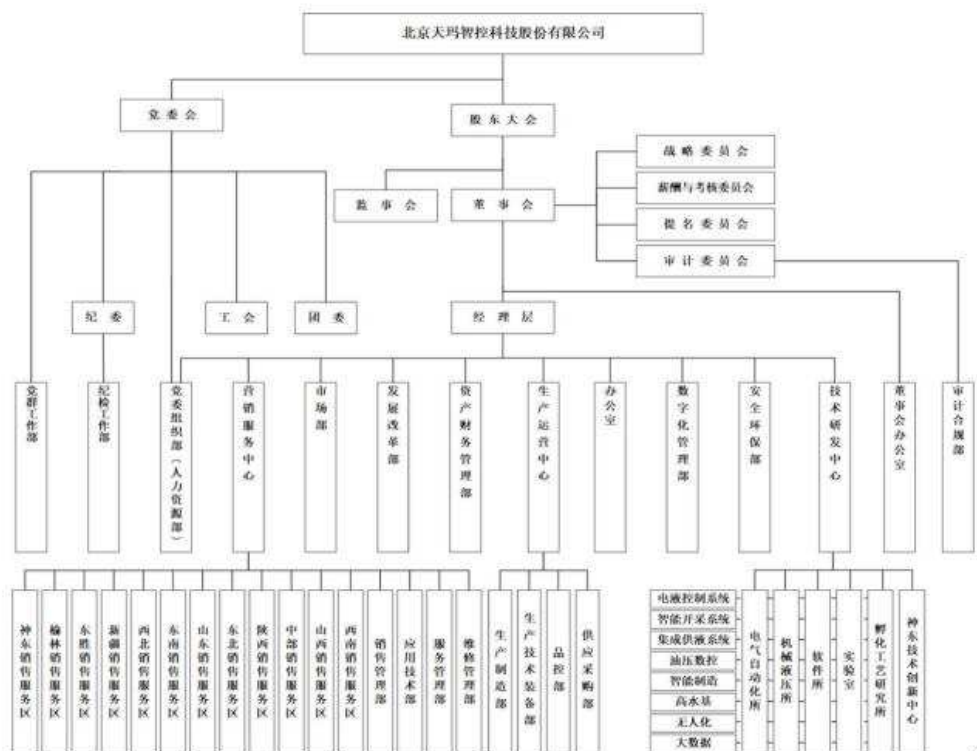 北京天玛智控科技股份有限公司
党委会
股东大会
战略委员会
薪酬与考核委员会
提名委员会
审计委员会
监事会
董事会
纪委
工会
团委
经理层
党群工作部
纪检工作部
党委组织部（人力资源部）
营销服务中心
市场部
发展改革部
资产财务管理部
生产运营中心
办公室
数字化管理部
安全环保部
技术研发中心
董事会办公室
审计合规部
神东销售服务区
榆林销售服务区
东胜销售服务区
新疆销售服务区
西北销售服务区
东南销售服务区
山东销售服务区
东北销售服务区
陕西销售服务区
中部销售服务区
山西销售服务区
西南销售服务区
销售管理部
应用技术部
服务管理部
维修管理部
生产制造部
生产技术装备部
品控部
供应采购部
电液控制系统
智能开采系统
集成供液系统
油压数控
智能制造
高水基
无人化
大数据
电气自动化所
机械液压所
软件所
实验室
孵化工艺研究所
神东技术创新中心